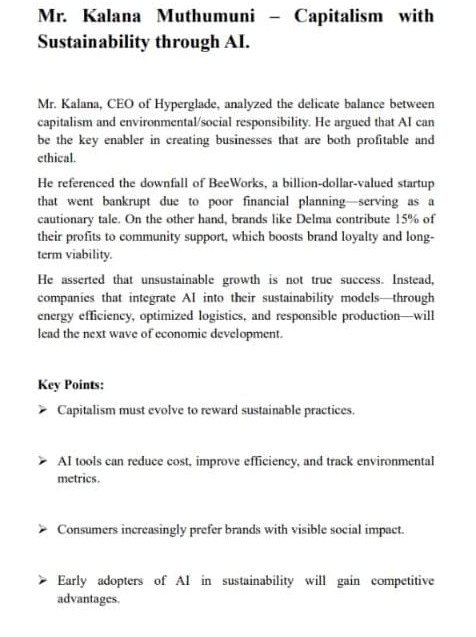 Mr. Kalana Muthumuni – Capitalism with
Sustainability through AI.
Mr. Kalana, CEO of Hyperglade, analyzed the delicate balance between
capitalism and environmental/social responsibility. He argued that AI can
be the key enabler in creating businesses that are both profitable and
ethical.
He referenced the downfall of BeeWorks, a billion-dollar-valued startup
that went bankrupt due to poor financial planning—serving as a
cautionary tale. On the other hand, brands like Delma contribute 15% of
their profits to community support, which boosts brand loyalty and long-
term viability.
He asserted that unsustainable growth is not true success. Instead,
companies that integrate AI into their sustainability models—through
energy efficiency, optimized logistics, and responsible production—will
lead the next wave of economic development.
Key Points:
➢ Capitalism must evolve to reward sustainable practices.
➢ AI tools can reduce cost, improve efficiency, and track environmental
metrics.
➢ Consumers increasingly prefer brands with visible social impact.
➢ Early adopters of AI in sustainability will gain competitive
advantages.